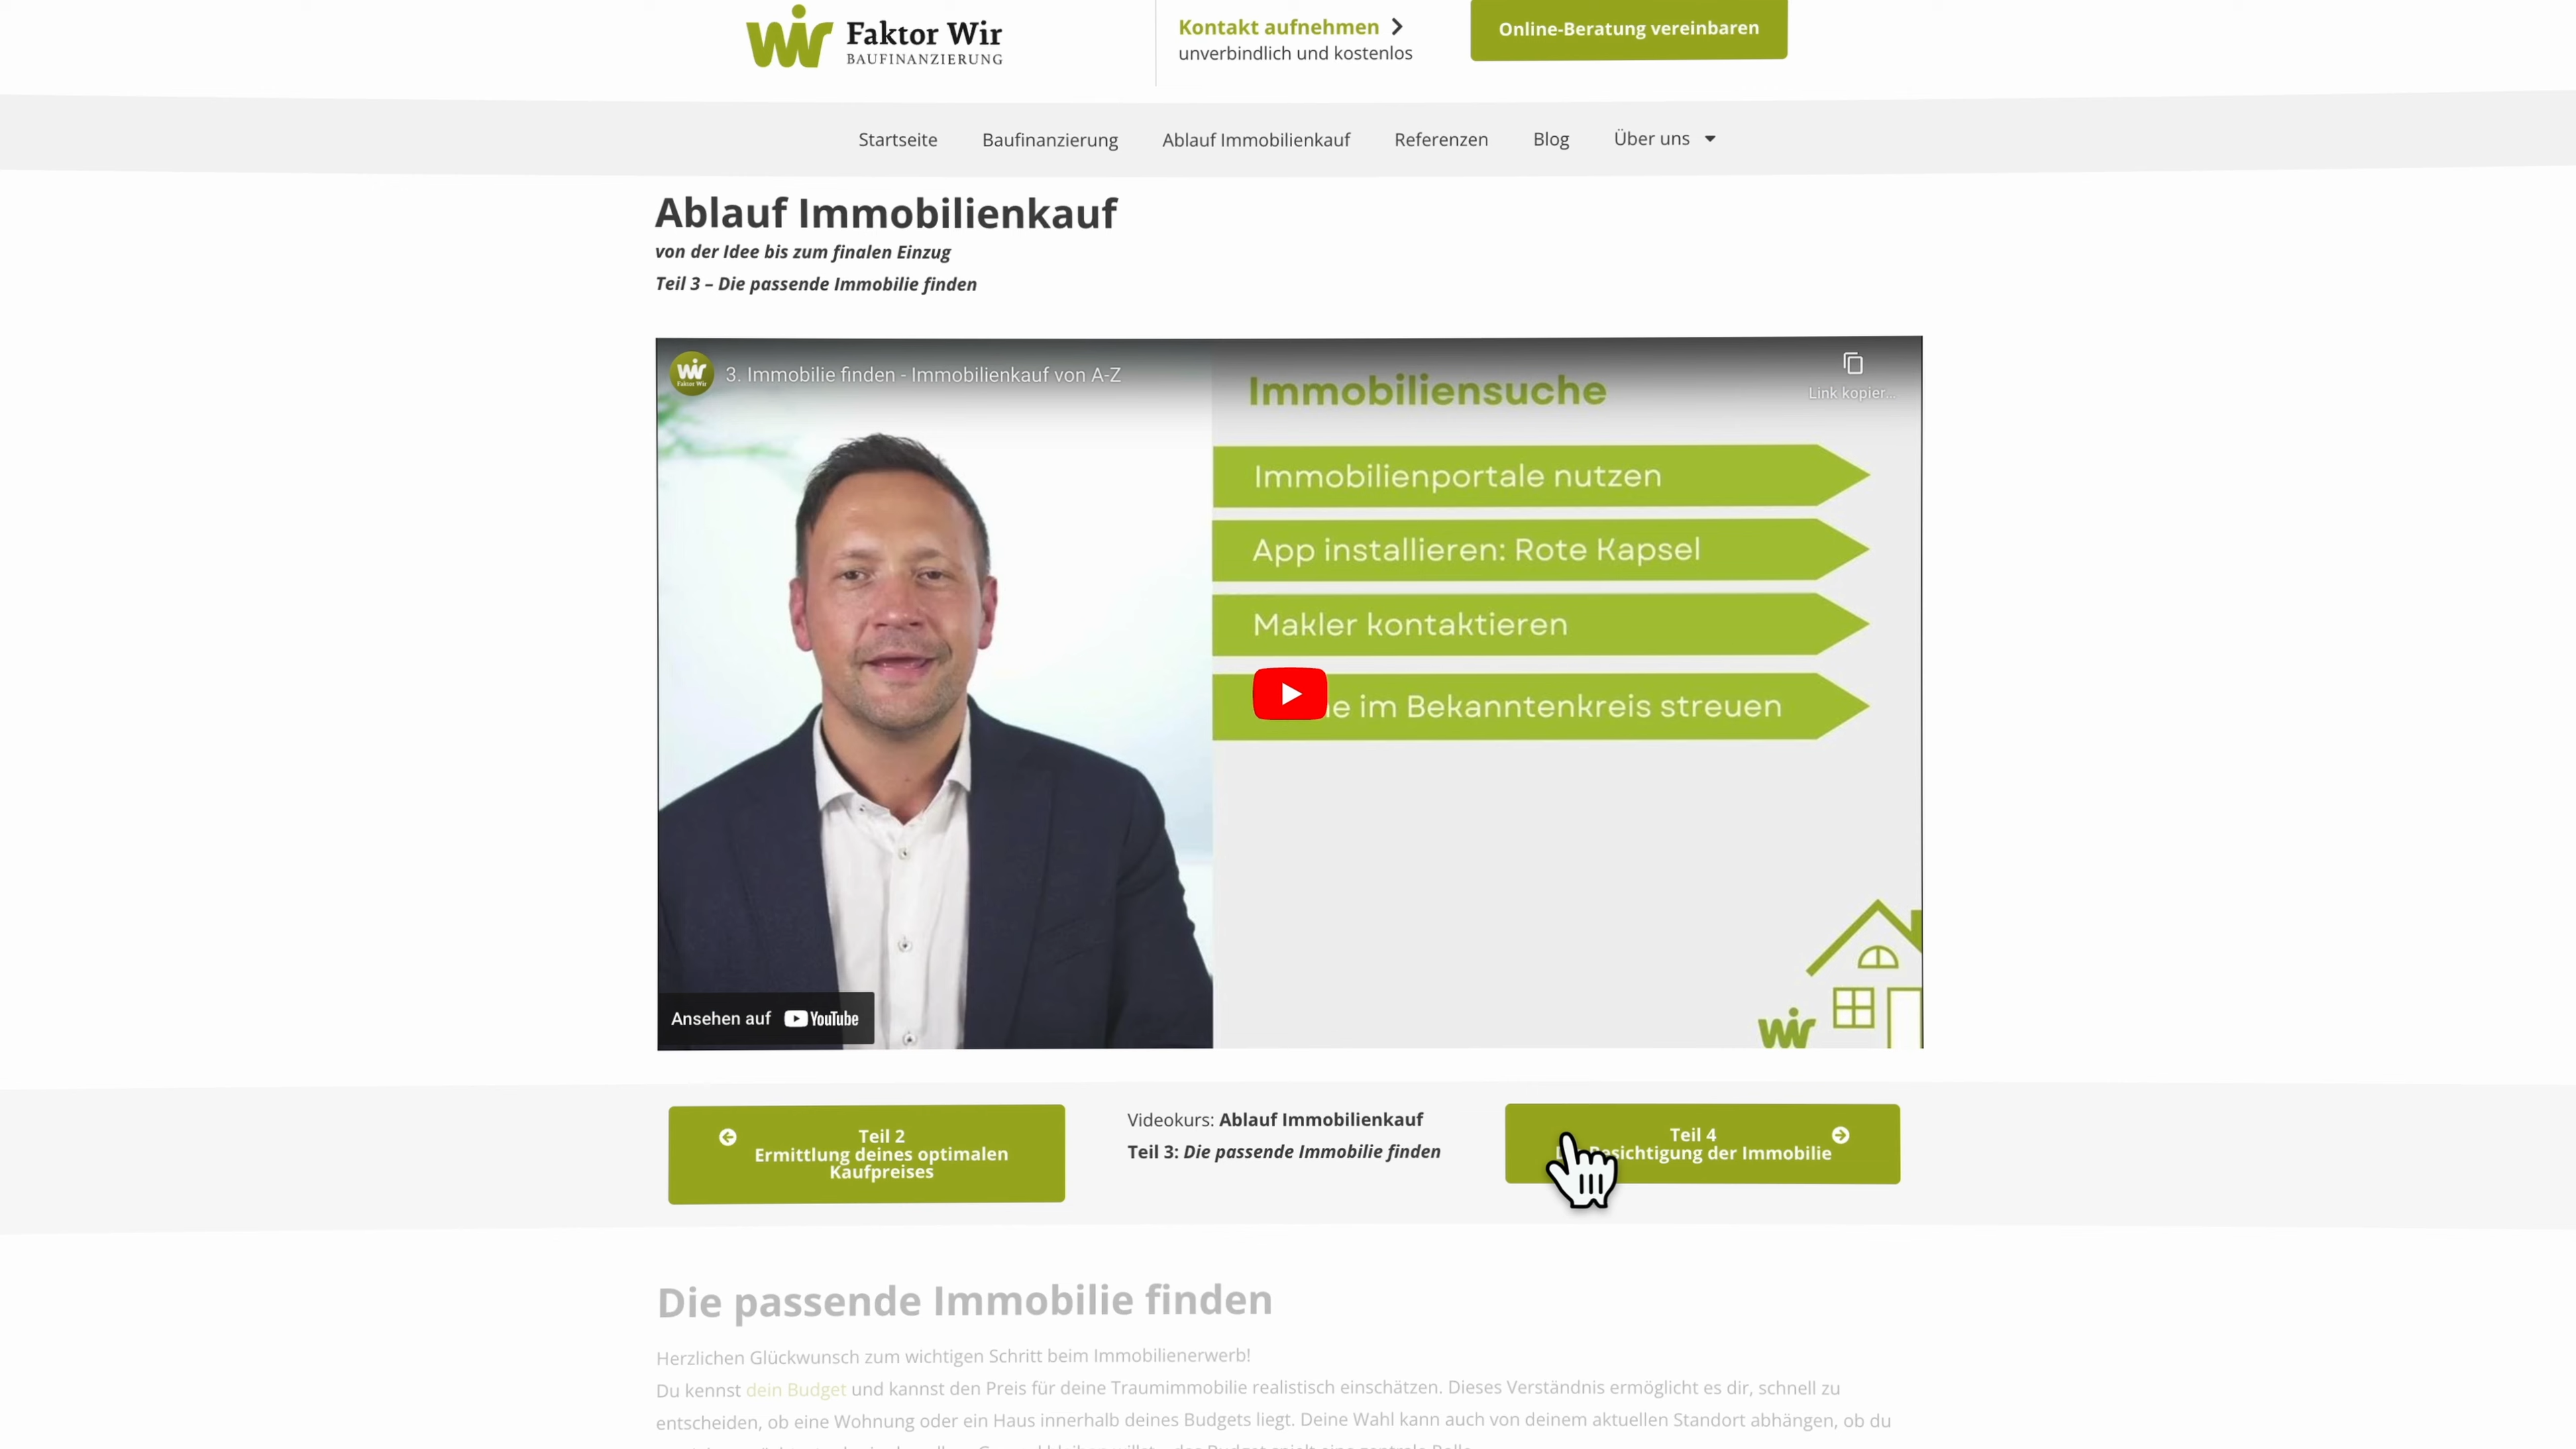 wir Faktor Wir
BAUFINANZIERUNG
Kontakt aufnehmen
unverbindlich und kostenlos
Online-Beratung vereinbaren
Startseite Baufinanzierung Ablauf Immobilienkauf Referenzen Blog Über uns
Ablauf Immobilienkauf
von der Idee bis zum finalen Einzug
Teil 3 – Die passende Immobilie finden
wir
Faktor Wir
3. Immobilie finden - Immobilienkauf von A-Z
Link kopier...
Immobiliensuche
Immobilienportale nutzen
App installieren: Rote Kapsel
Makler kontaktieren
im Bekanntenkreis streuen
wir
Ansehen auf YouTube
Teil 2
Ermittlung deines optimalen
Kaufpreises
Videokurs: Ablauf Immobilienkauf
Teil 3: Die passende Immobilie finden
Teil 4
der Immobilie
Die passende Immobilie finden
Herzlichen Glückwunsch zum wichtigen Schritt beim Immobilienerwerb!
Du kennst dein Budget und kannst den Preis für deine Traumimmobilie realistisch einschätzen. Dieses Verständnis ermöglicht es dir, schnell zu
entscheiden, ob eine Wohnung oder ein Haus innerhalb deines Budgets liegt. Deine Wahl kann auch von deinem aktuellen Standort abhängen, ob du